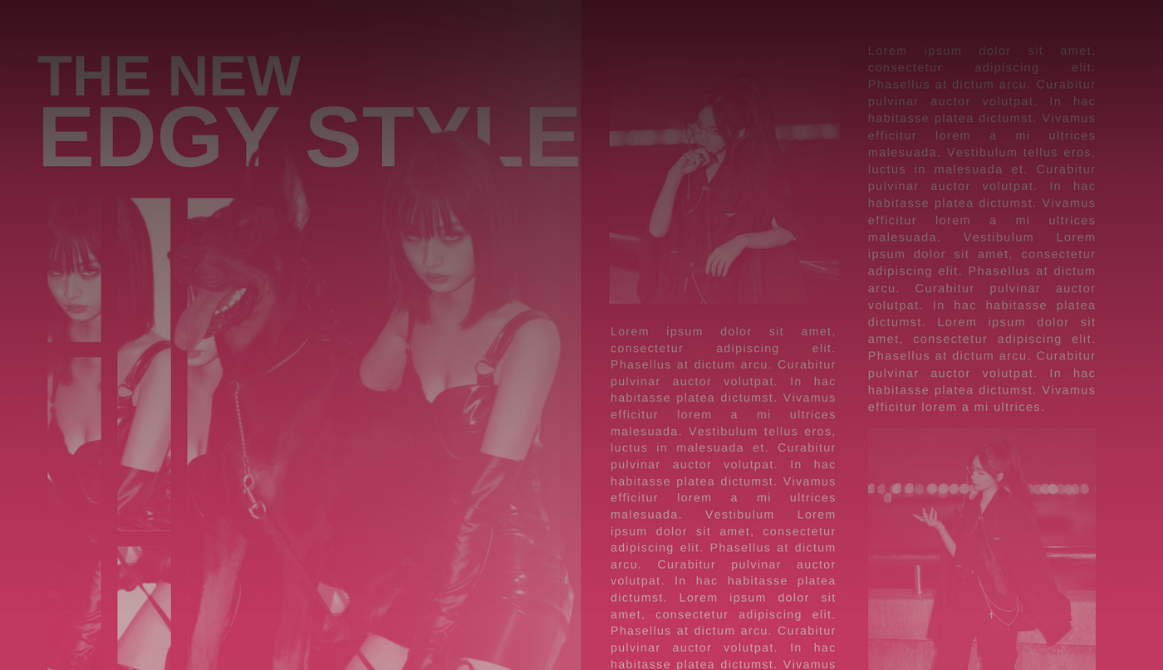 THE NEW
EDGY STYLE
Lorem ipsum dolor sit amet,
consectetur adipiscing elit.
Phasellus at dictum arcu. Curabitur
pulvinar auctor volutpat. In hac
habitasse platea dictumst. Vivamus
efficitur lorem a mi ultrices
malesuada. Vestibulum tellus eros,
luctus in malesuada et. Curabitur
pulvinar auctor volutpat. In hac
habitasse platea dictumst. Vivamus
efficitur lorem a mi ultrices
malesuada. Vestibulum Lorem
ipsum dolor sit amet, consectetur
adipiscing elit. Phasellus at dictum
arcu. Curabitur pulvinar auctor
volutpat. In hac habitasse platea
dictumst. Lorem ipsum dolor sit
amet, consectetur adipiscing elit.
Phasellus at dictum arcu. Curabitur
pulvinar auctor volutpat. In hac
habitasse platea dictumst. Vivamus
Lorem ipsum dolor sit amet,
consectetur adipiscing elit.
Phasellus at dictum arcu. Curabitur
pulvinar auctor volutpat. In hac
habitasse platea dictumst. Vivamus
efficitur lorem a mi ultrices
malesuada. Vestibulum tellus eros,
luctus in malesuada et. Curabitur
pulvinar auctor volutpat. In hac
habitasse platea dictumst. Vivamus
efficitur lorem a mi ultrices
malesuada. Vestibulum Lorem
ipsum dolor sit amet, consectetur
adipiscing elit. Phasellus at dictum
arcu. Curabitur pulvinar auctor
volutpat. In hac habitasse platea
dictumst. Lorem ipsum dolor sit
amet, consectetur adipiscing elit.
Phasellus at dictum arcu. Curabitur
pulvinar auctor volutpat. In hac
habitasse platea dictumst. Vivamus
efficitur lorem a mi ultrices.